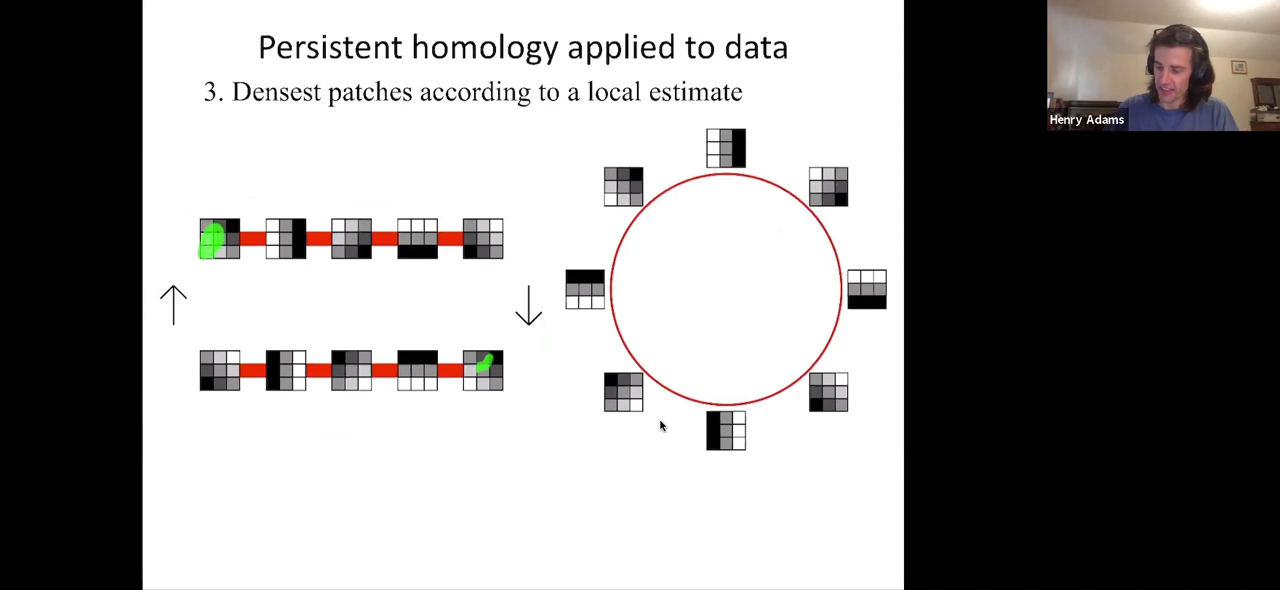 Persistent homology applied to data
3. Densest patches according to a local estimate
Henry Adams